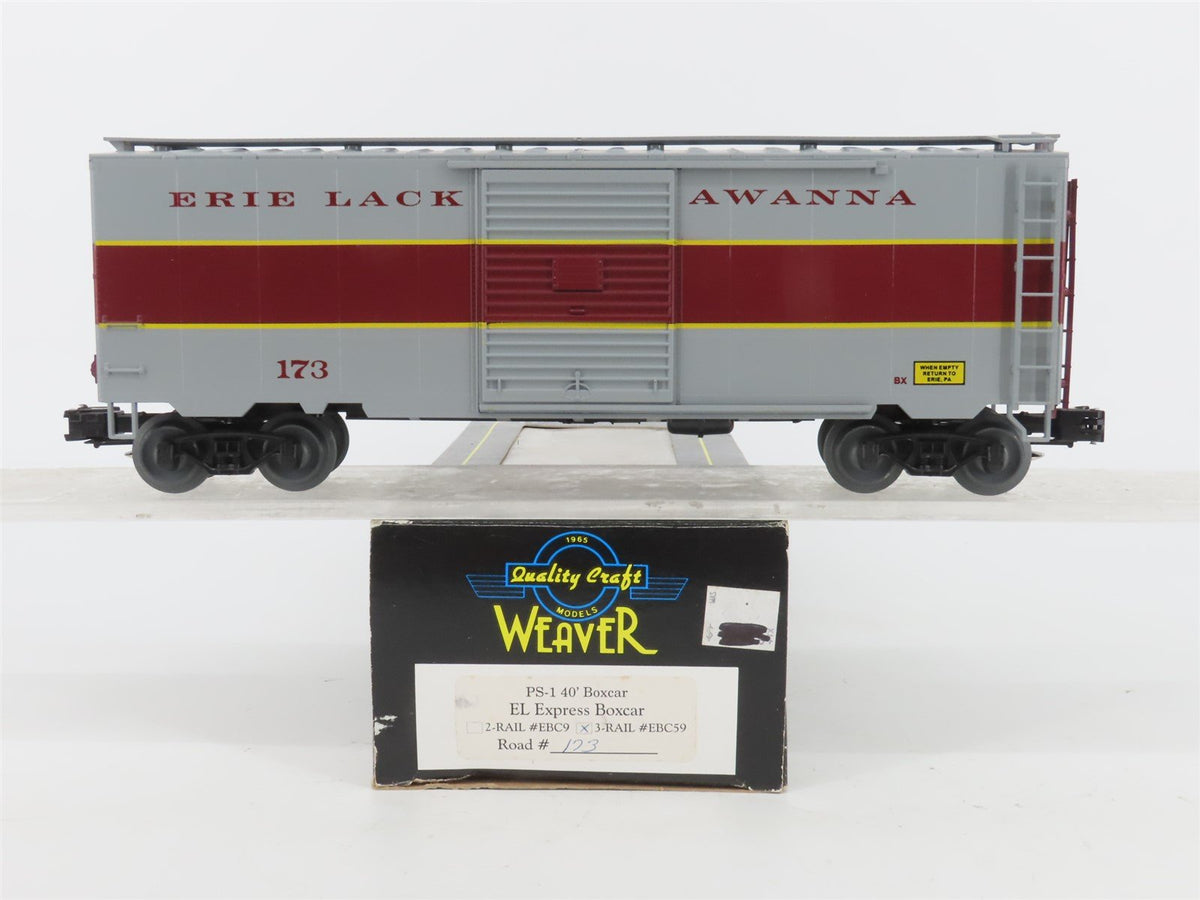 ERIE LACK AWANNA
173
BX
WHEN EMPTY
RETURN TO
ERIE, PA
1965
Quality Craft
MODELS
WEAVER
PS-1 40' Boxcar
EL Express Boxcar
2-RAIL #EBC9 X 3-RAIL #EBC59
Road # 173